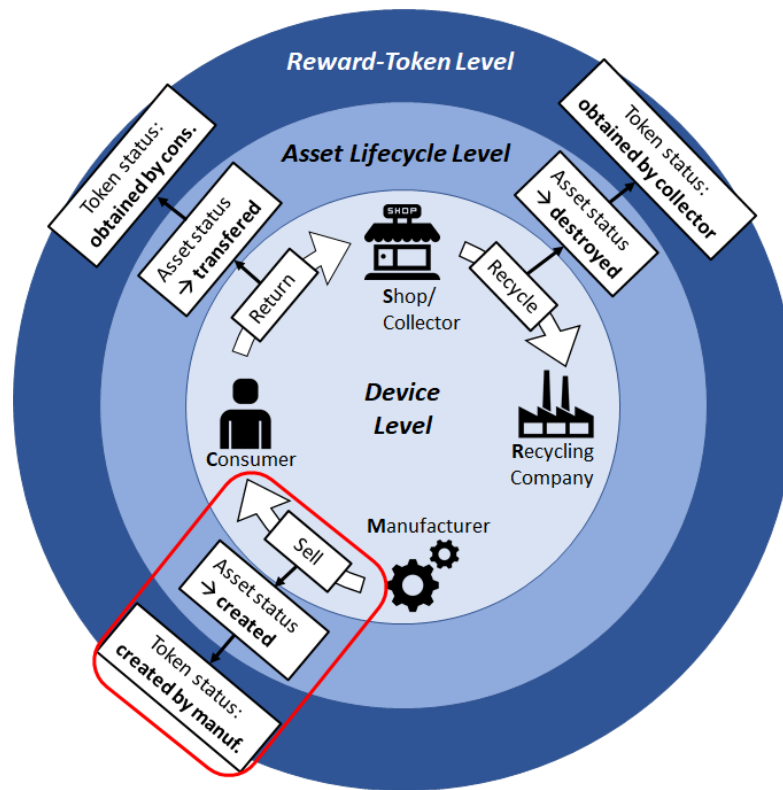 Reward-Token Level
Token status:
obtained by cons.
Token status:
obtained by collector
Asset Lifecycle Level
Asset status
→ transfered
Asset status
→ destroyed
SHOP
Return
Recycle
Shop/
Collector
Device
Level
Consumer
Recycling
Company
Manufacturer
Sell
Asset status
→ created
Token status:
created by manuf.